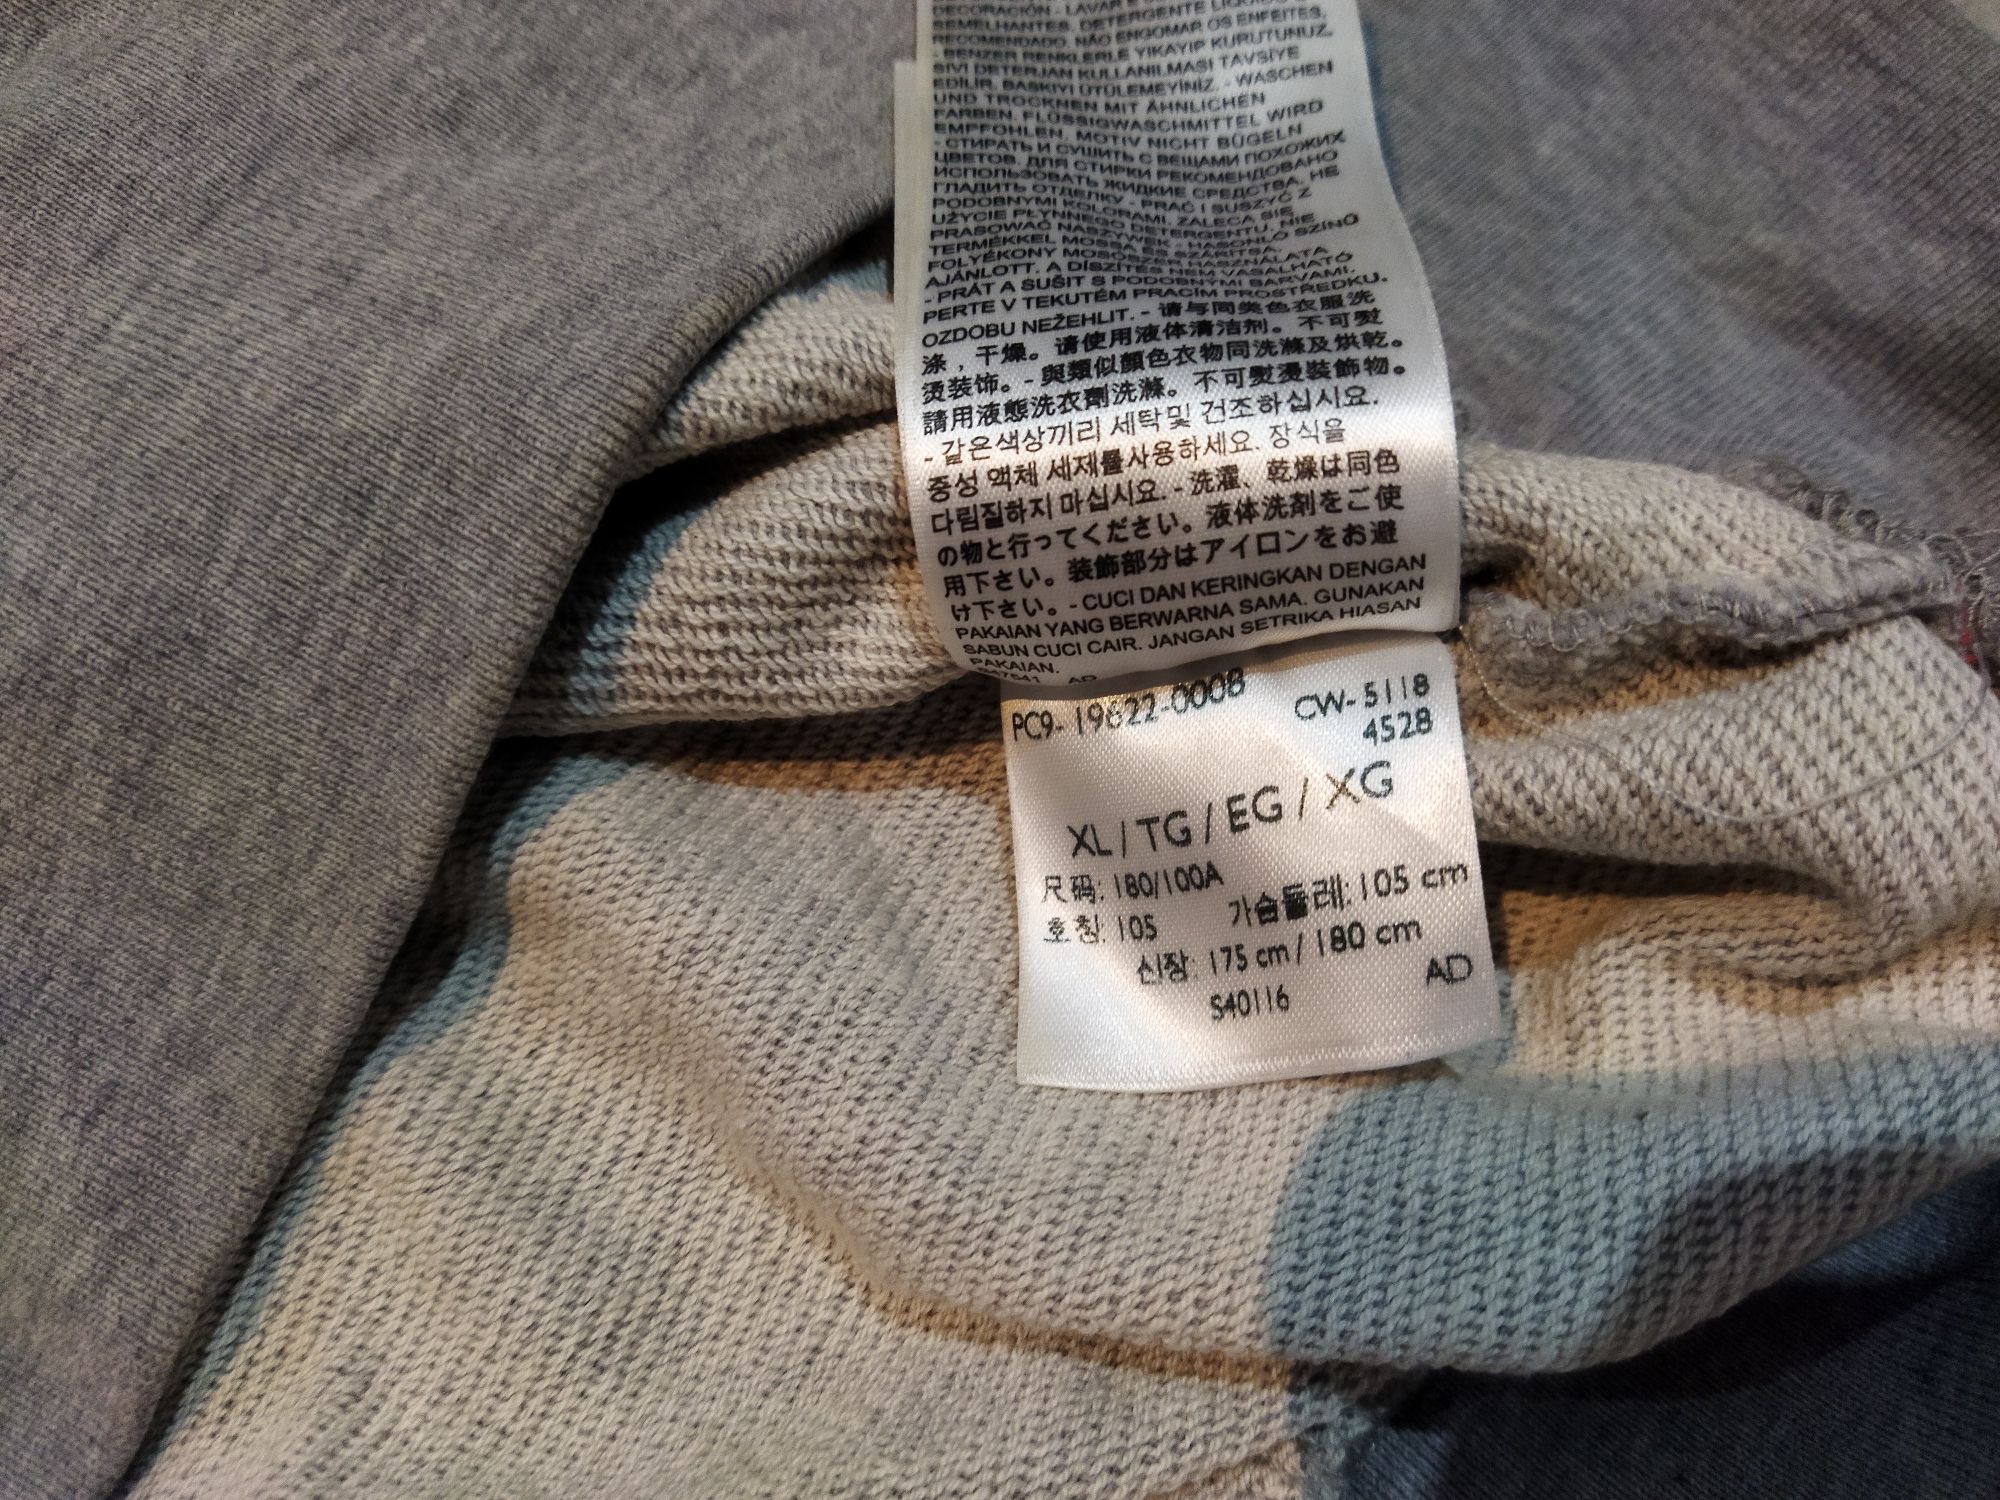 DECORACIÓN - LAVAR E
SEMELHANTES. DETERGENTE LÍQUIDO
RECOMENDADO. NÃO ENGOMAR OS ENFEITES.
- BENZER RENKLERLE YIKAYIP KURUTUNUZ.
SIVI DETERJAN KULLANILMASI TAVSİYE
EDİLİR. BASKIYI ÜTÜLEMEYİNİZ. - WASCHEN
UND TROCKNEN MIT ÄHNLICHEN
FARBEN. FLÜSSIGWASCHMITTEL WIRD
EMPFOHLEN. MOTIV NICHT BÜGELN
- СТИРАТЬ И СУШИТЬ С ВЕЩАМИ ПОХОЖИХ
ЦВЕТОВ. ДЛЯ СТИРКИ РЕКОМЕНДОВАНО
ИСПОЛЬЗОВАТЬ ЖИДКИЕ СРЕДСТВА. НЕ
ГЛАДИТЬ ОТДЕЛКУ - PRAĆ I SUSZYĆ Z
PODOBNYMI KOLORAMI. ZALECA SIĘ
UŻYCIE PŁYNNEGO DETERGENTU. NIE
PRASOWAĆ NASZYWEK - HASONLÓ SZÍNŰ
TERMÉKKEL MOSSA ÉS SZÁRÍTSA.
FOLYÉKONY MOSÓSZER HASZNÁLATA
AJÁNLOTT. A DÍSZÍTÉS NEM VASALHATÓ
- PRÁT A SUŠIT S PODOBNÝMI BARVAMI.
PERTE V TEKUTÉM PRACÍM PROSTŘEDKU.
OZDOBU NEŽEHLIT. - 请与同类色衣服洗
涤，干燥。请使用液体清洁剂。不可熨
烫装饰。- 與類似顏色衣物同洗滌及烘乾。
請用液態洗衣劑洗滌。不可熨燙裝飾物。
- 같은색상끼리 세탁및 건조하십시요.
중성 액체 세제를사용하세요. 장식을
다림질하지 마십시요. - 洗濯、乾燥は同色
の物と行ってください。液体洗剤をご使
用下さい。装飾部分はアイロンをお避
け下さい。- CUCI DAN KERINGKAN DENGAN
PAKAIAN YANG BERWARNA SAMA. GUNAKAN
SABUN CUCI CAIR. JANGAN SETRIKA HIASAN
PAKAIAN.
AD
PC9-19622-0008 CW-5118
4528
XL / TG / EG / XG
尺码: 180/100A
호칭: 105 가슴둘레: 105 cm
신장: 175 cm / 180 cm
S40116 AD